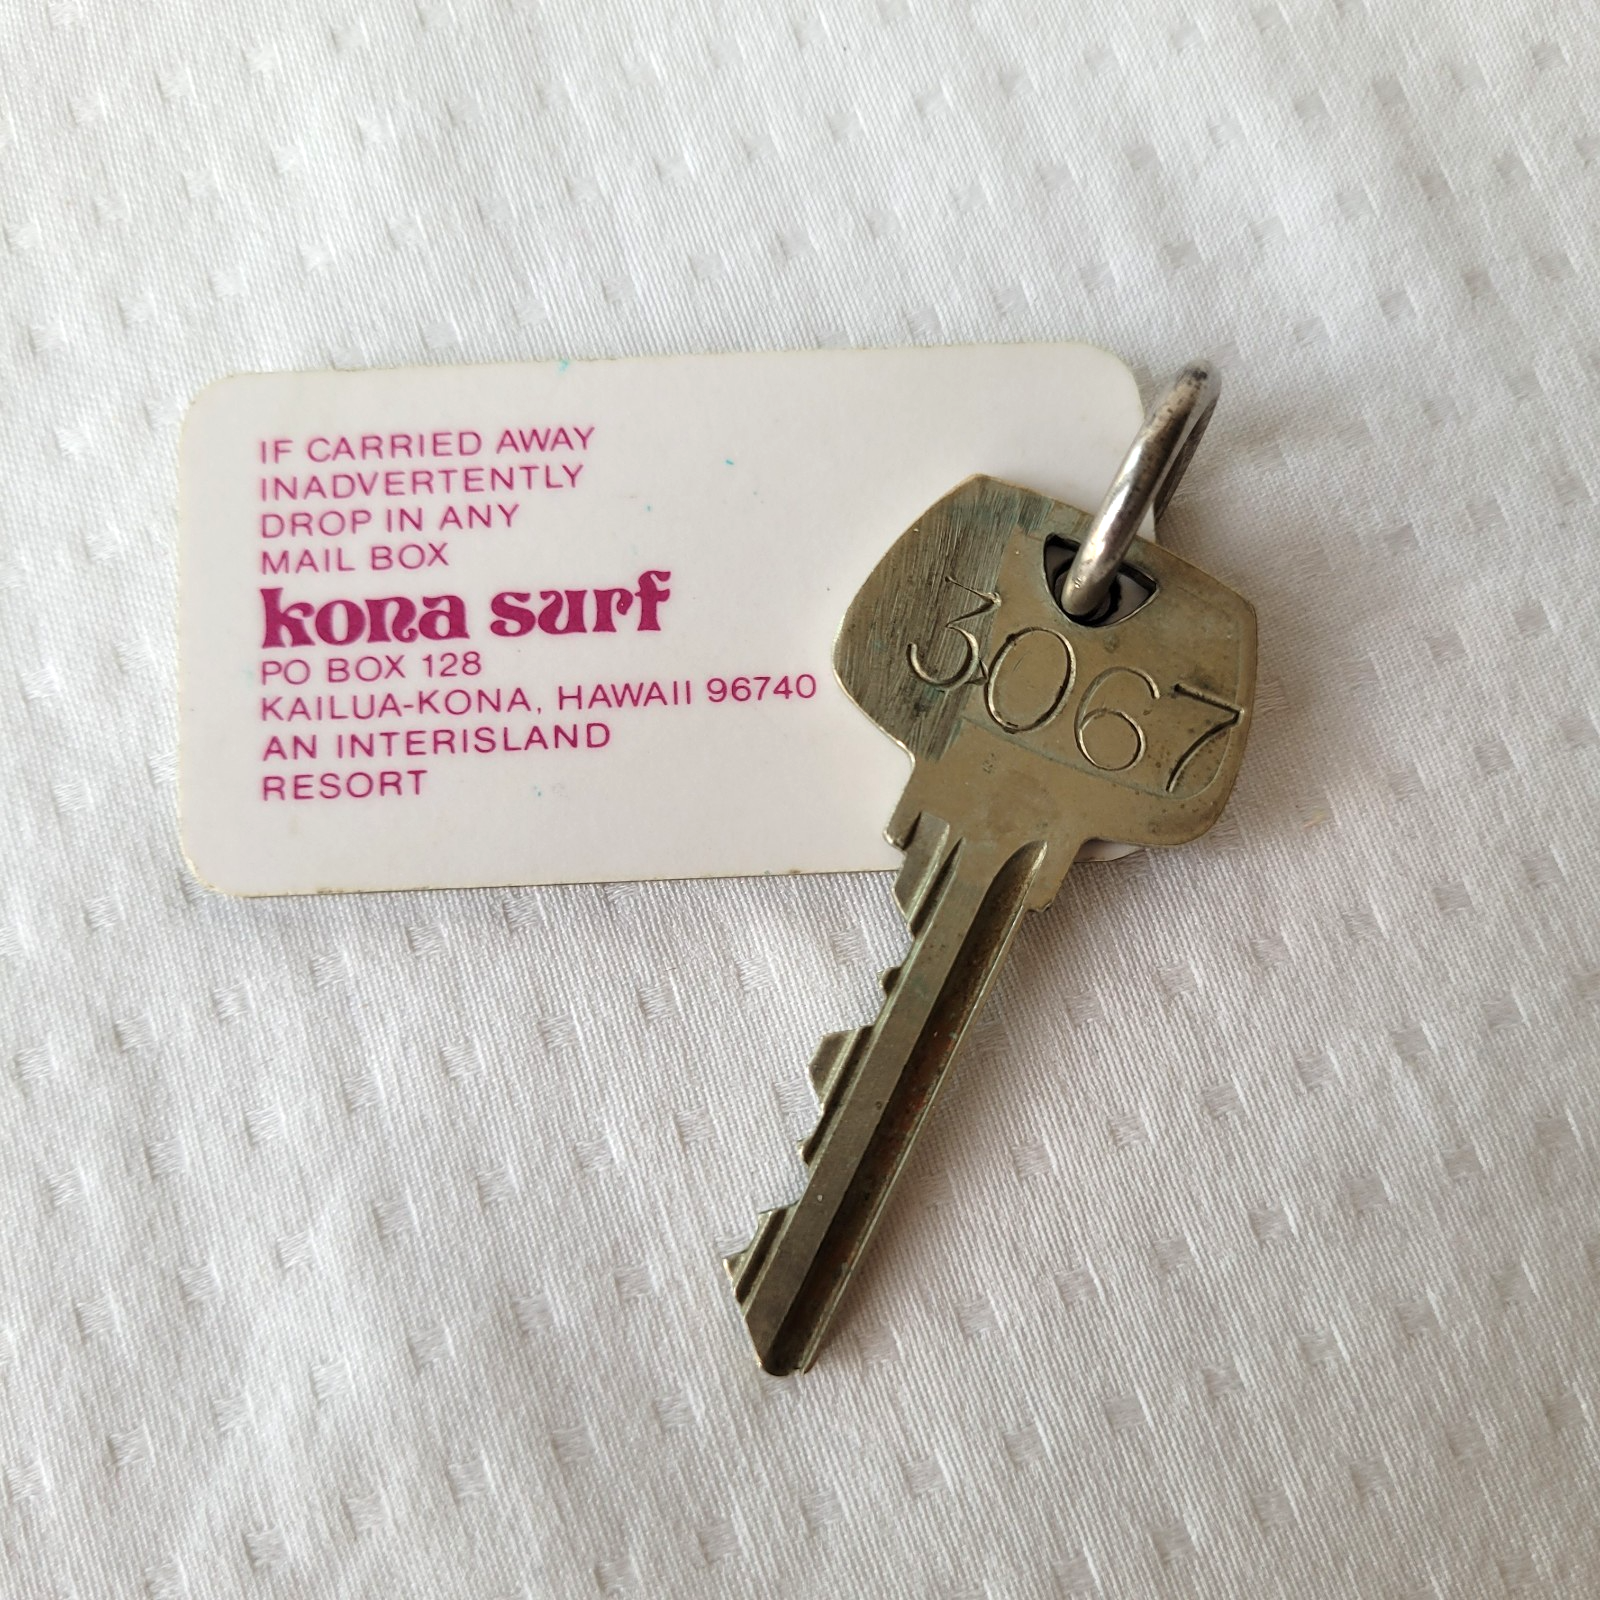 IF CARRIED AWAY
INADVERTENTLY
DROP IN ANY
MAIL BOX
kona surf
PO BOX 128
KAILUA-KONA, HAWAII 96740
AN INTERISLAND
RESORT
3067